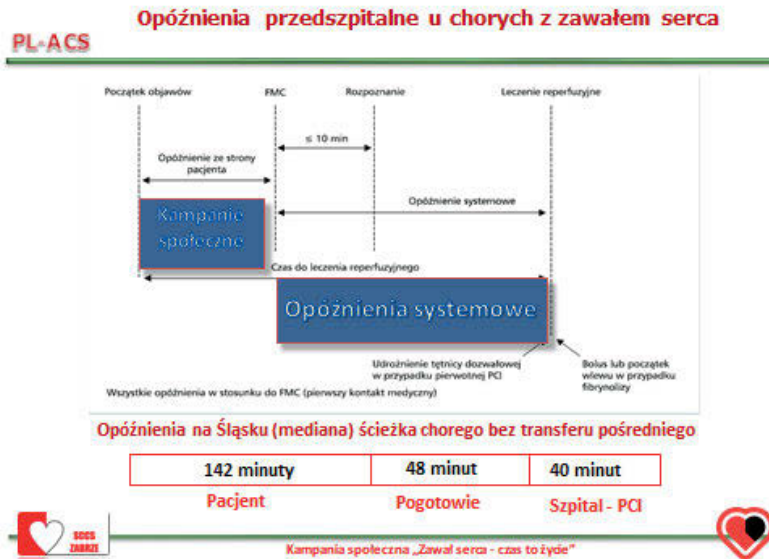 Opóźnienia przedszpitalne u chorych z zawałem serca
PL-ACS
Początek objawów
FMC
Rozpoznanie
Leczenie reperfuzyjne
≤ 10 min
Opóźnienie ze strony
pacjenta
Opóźnienie systemowe
Kampanie
społeczne
Czas do leczenia reperfuzyjnego
Opóźnienia systemowe
Udrożnienie tętnicy dozwałowej
w przypadku pierwotnej PCI
Bolus lub początek
wlewu w przypadku
fibrynolizy
Wszystkie opóźnienia w stosunku do FMC (pierwszy kontakt medyczny)
Opóźnienia na Śląsku (mediana) ścieżka chorego bez transferu pośredniego
142 minuty
48 minut
40 minut
Pacjent
Pogotowie
Szpital - PCI
SCCS
ZABRZE
Kampania społeczna „Zawał serca - czas to życie"